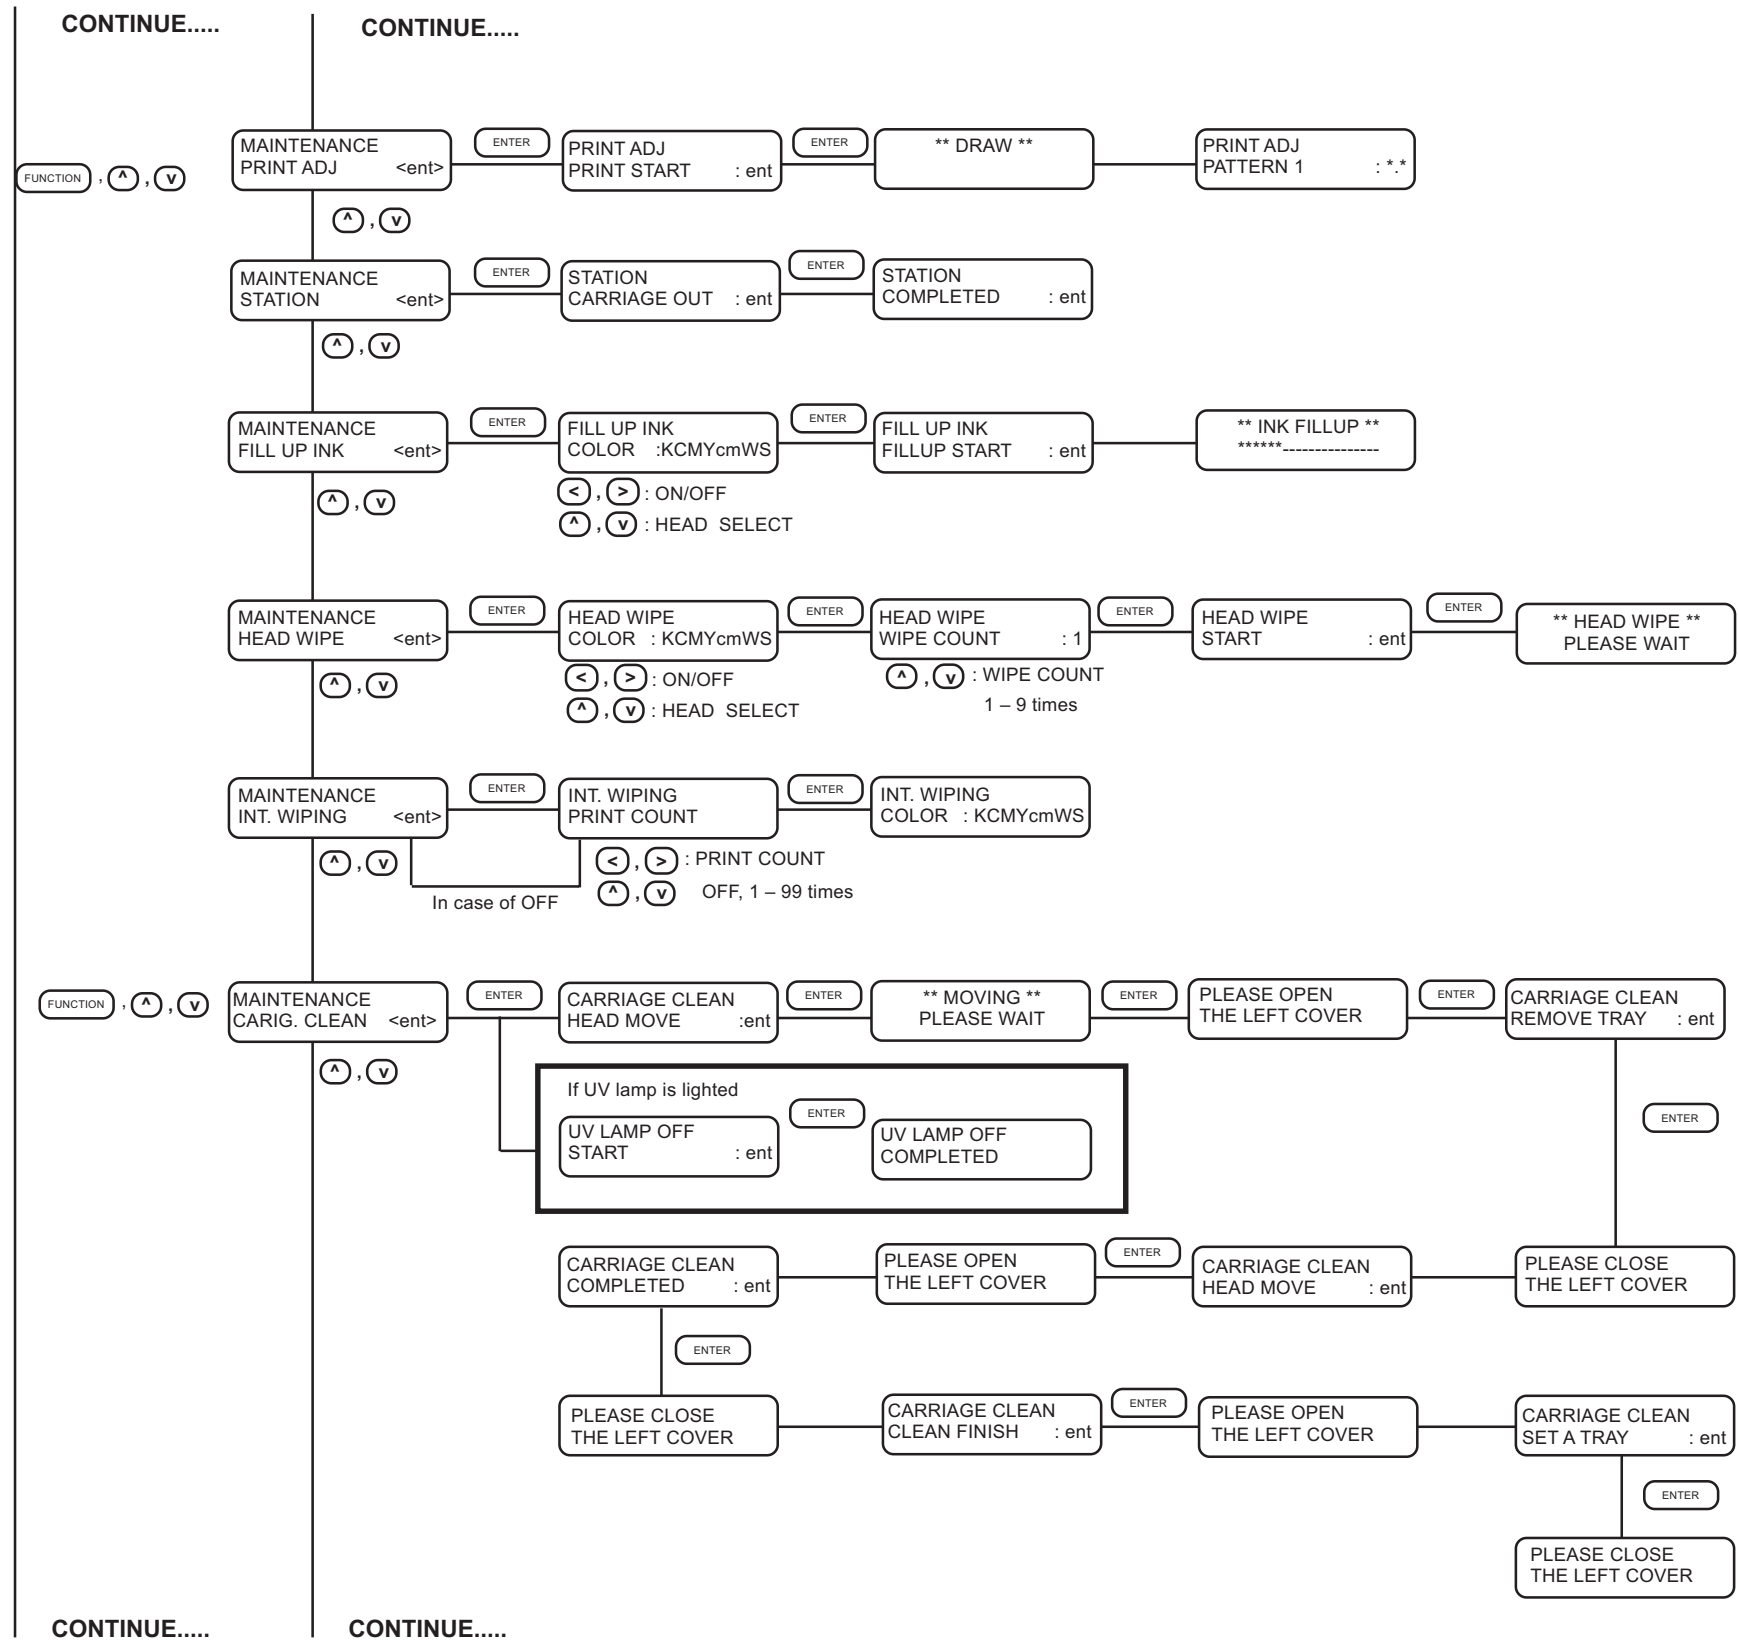 CONTINUE.....
CONTINUE.....
FUNCTION , ^ , v
MAINTENANCE
PRINT ADJ <ent>
ENTER
PRINT ADJ
PRINT START : ent
ENTER
** DRAW **
PRINT ADJ
PATTERN 1 : *.*
^ , v
MAINTENANCE
STATION <ent>
ENTER
STATION
CARRIAGE OUT : ent
ENTER
STATION
COMPLETED : ent
^ , v
MAINTENANCE
FILL UP INK <ent>
ENTER
FILL UP INK
COLOR :KCMYcmWS
ENTER
FILL UP INK
FILLUP START : ent
** INK FILLUP **
******---------------
^ , v
< , > : ON/OFF
^ , v : HEAD SELECT
MAINTENANCE
HEAD WIPE <ent>
ENTER
HEAD WIPE
COLOR : KCMYcmWS
ENTER
HEAD WIPE
WIPE COUNT : 1
ENTER
HEAD WIPE
START : ent
ENTER
** HEAD WIPE **
PLEASE WAIT
^ , v
< , > : ON/OFF
^ , v : HEAD SELECT
^ , v : WIPE COUNT
1 – 9 times
MAINTENANCE
INT. WIPING <ent>
ENTER
INT. WIPING
PRINT COUNT
ENTER
INT. WIPING
COLOR : KCMYcmWS
^ , v
In case of OFF
< , > : PRINT COUNT
^ , v OFF, 1 – 99 times
FUNCTION , ^ , v
MAINTENANCE
CARIG. CLEAN <ent>
ENTER
CARRIAGE CLEAN
HEAD MOVE :ent
ENTER
** MOVING **
PLEASE WAIT
ENTER
PLEASE OPEN
THE LEFT COVER
ENTER
CARRIAGE CLEAN
REMOVE TRAY : ent
^ , v
If UV lamp is lighted
UV LAMP OFF
START : ent
ENTER
UV LAMP OFF
COMPLETED
ENTER
CARRIAGE CLEAN
COMPLETED : ent
PLEASE OPEN
THE LEFT COVER
ENTER
CARRIAGE CLEAN
HEAD MOVE : ent
PLEASE CLOSE
THE LEFT COVER
ENTER
PLEASE CLOSE
THE LEFT COVER
CARRIAGE CLEAN
CLEAN FINISH : ent
ENTER
PLEASE OPEN
THE LEFT COVER
CARRIAGE CLEAN
SET A TRAY : ent
ENTER
PLEASE CLOSE
THE LEFT COVER
CONTINUE.....
CONTINUE.....